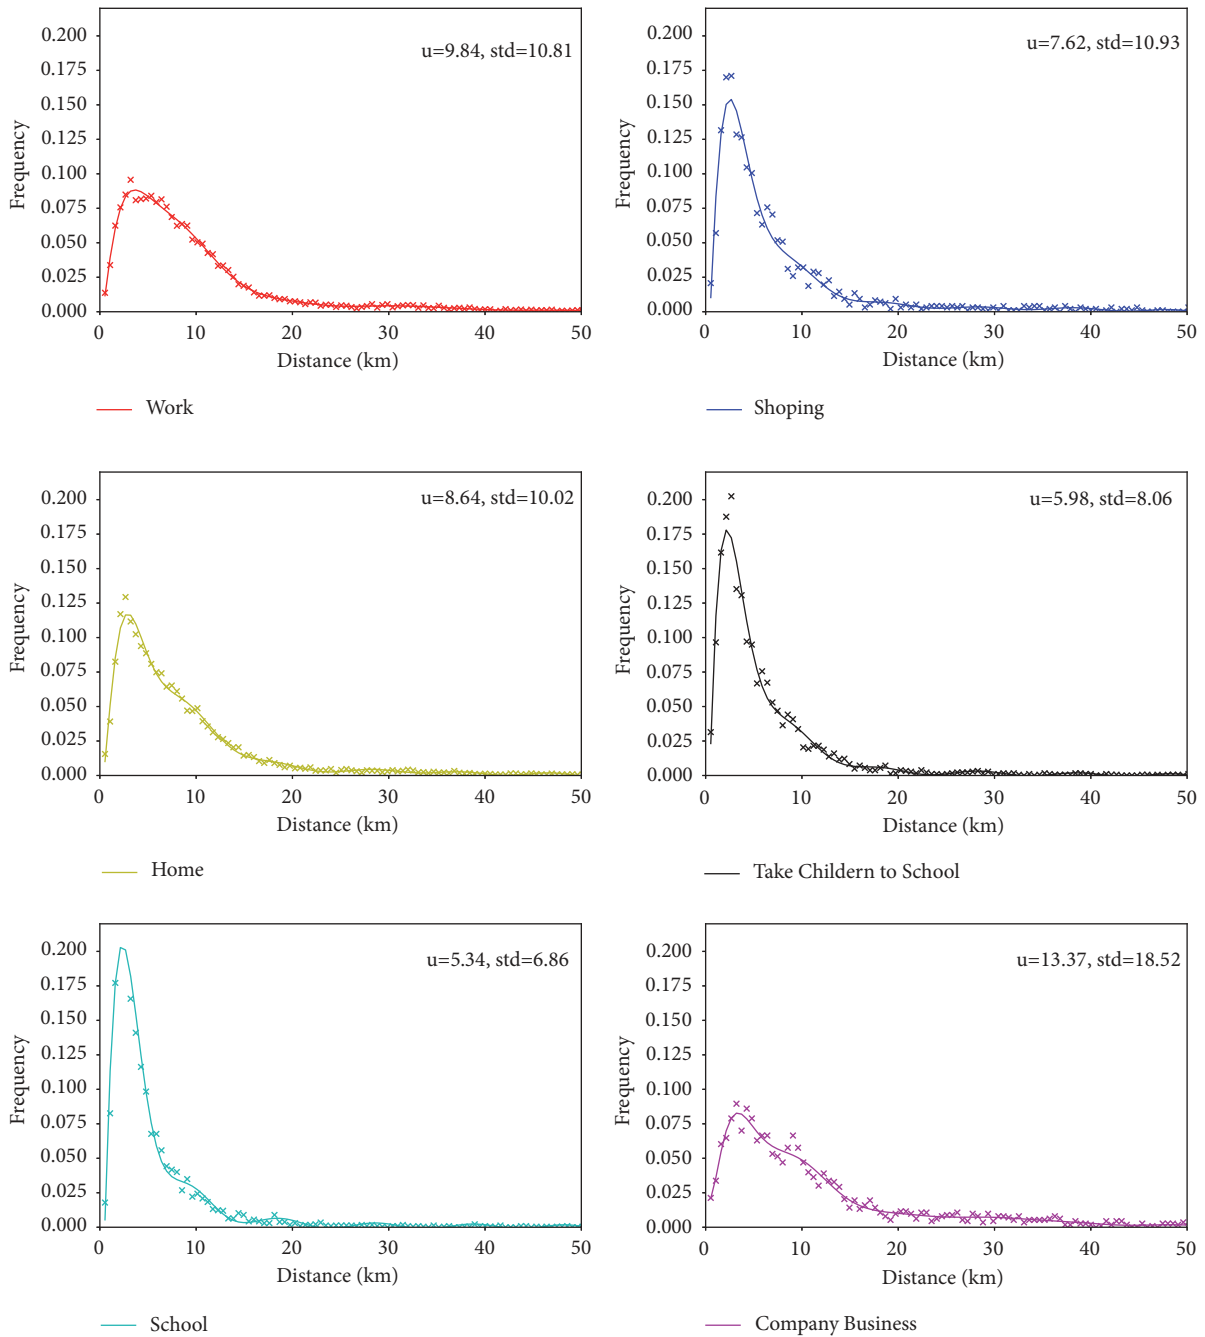 0.200
0.175
0.150
0.125
0.100
0.075
0.050
0.025
0.000
Frequency
u=9.84, std=10.81
0 10 20 30 40 50
Distance (km)
Work
0.200
0.175
0.150
0.125
0.100
0.075
0.050
0.025
0.000
Frequency
u=7.62, std=10.93
0 10 20 30 40 50
Distance (km)
Shoping
0.200
0.175
0.150
0.125
0.100
0.075
0.050
0.025
0.000
Frequency
u=8.64, std=10.02
0 10 20 30 40 50
Distance (km)
Home
0.200
0.175
0.150
0.125
0.100
0.075
0.050
0.025
0.000
Frequency
u=5.98, std=8.06
0 10 20 30 40 50
Distance (km)
Take Childern to School
0.200
0.175
0.150
0.125
0.100
0.075
0.050
0.025
0.000
Frequency
u=5.34, std=6.86
0 10 20 30 40 50
Distance (km)
School
0.200
0.175
0.150
0.125
0.100
0.075
0.050
0.025
0.000
Frequency
u=13.37, std=18.52
0 10 20 30 40 50
Distance (km)
Company Business